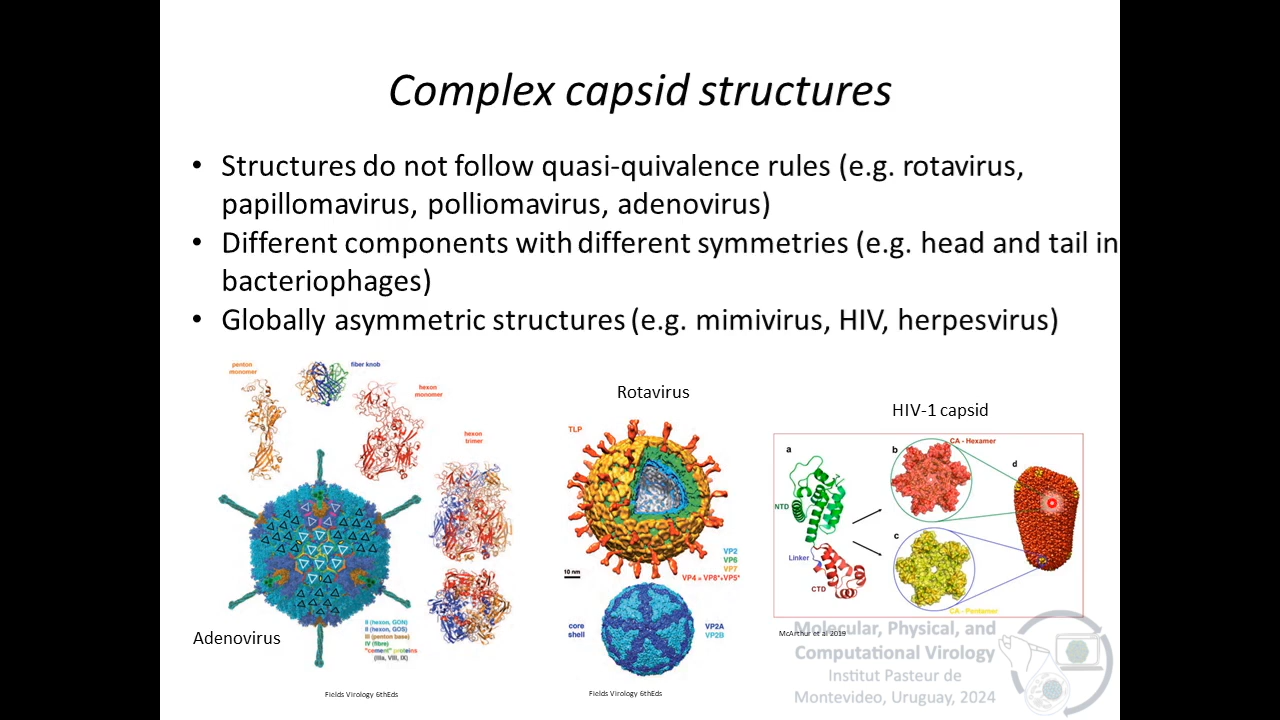 Complex capsid structures
• Structures do not follow quasi-quivalence rules (e.g. rotavirus,
papillomavirus, polliomavirus, adenovirus)
• Different components with different symmetries (e.g. head and tail in
bacteriophages)
• Globally asymmetric structures (e.g. mimivirus, HIV, herpesvirus)
penton
monomer
fiber knob
hexon
monomer
hexon
trimer
II (hexon, GON)
II (hexon, GOS)
III (penton base)
IV (fibre)
"cement" proteins
(IIIa, VIII, IX)
Adenovirus
Fields Virology 6thEds
Rotavirus
TLP
VP2
VP6
VP7
VP4 = VP8*+VP5*
10 nm
core
shell
VP2A
VP2B
Fields Virology 6thEds
HIV-1 capsid
a
NTD
Linker
CTD
b
CA - Hexamer
c
CA - Pentamer
d
McArthur et al 2019
Molecular, Physical, and
Computational Virology
Institut Pasteur de
Montevideo, Uruguay, 2024